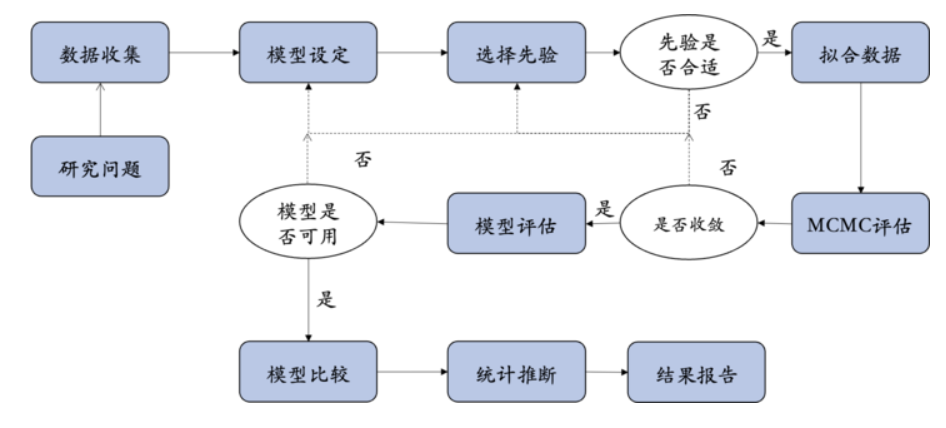 数据收集
模型设定
选择先验
先验是
否合适
是
拟合数据
否
研究问题
否
否
模型是
否可用
模型评估
是
是否收敛
MCMC评估
是
模型比较
统计推断
结果报告